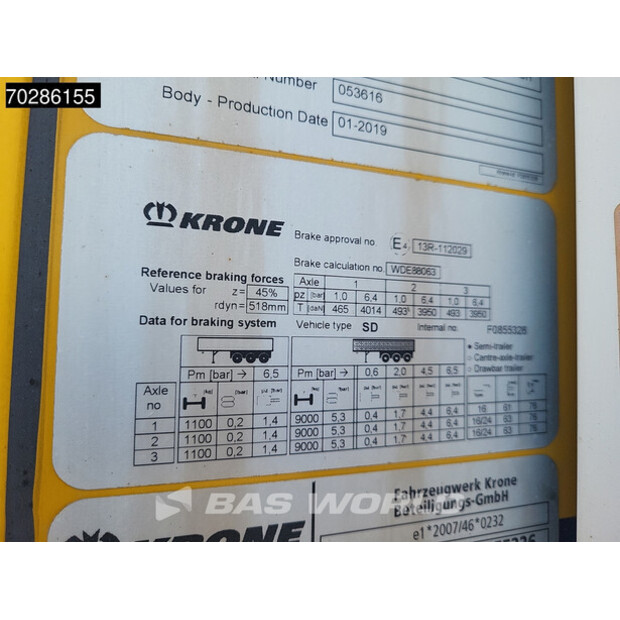 70286155
Number 053616
Body - Production Date 01-2019
KRONE
Brake approval no. E4 13R-112029
Brake calculation no. WDE88063
Reference braking forces
Values for z= 45%
rdyn= 518mm
Axle 1 2 3
pz [bar] 1,0 6,4 1,0 6,4 1,0 6,4
T [daN] 465 4014 493 3950 493 3950
Data for braking system
Vehicle type SD
Internal no: F0855326
Semi-trailer
Centre-axle-trailer
Drawbar trailer
Pm [bar] → 6,5
Pm [bar] → 0,6 2,0 4,5 6,5
Axle no
1 1100 0,2 1,4 9000 5,3 0,4 1,7 4,4 6,4 16 61 76
2 1100 0,2 1,4 9000 5,3 0,4 1,7 4,4 6,4 16/24 63 76
3 1100 0,2 1,4 9000 5,3 0,4 1,7 4,4 6,4 16/24 63 76
BAS WORLD
KRONE
Fahrzeugwerk Krone
Beteiligungs-GmbH
e1*2007/46*0232